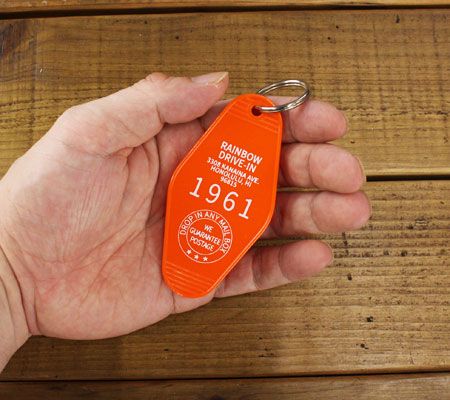 RAINBOW
DRIVE-IN
3308 KANAINA AVE.
HONOLULU, HI
96815
1961
DROP IN ANY MAIL BOX
WE
GUARANTEE
POSTAGE